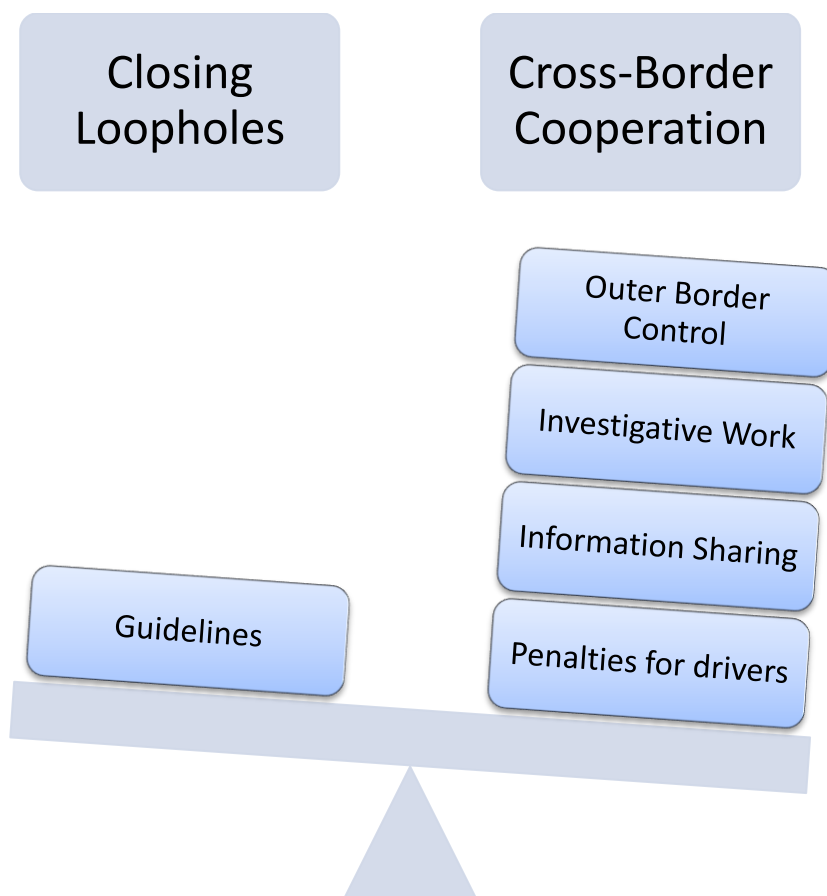 Closing
Loopholes
Cross-Border
Cooperation
Outer Border
Control
Investigative Work
Information Sharing
Penalties for drivers
Guidelines